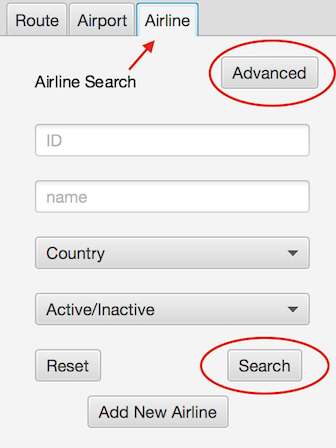 Route Airport Airline
Airline Search Advanced
ID
name
Country
Active/Inactive
Reset Search
Add New Airline